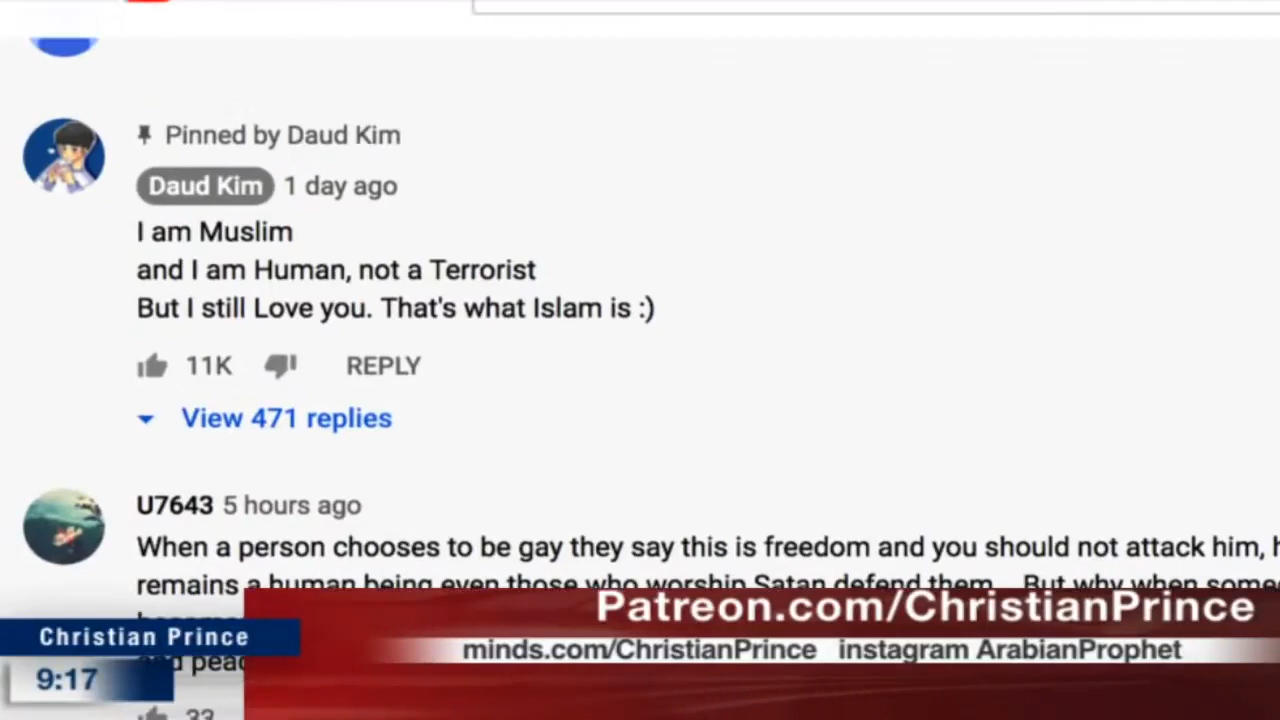 Pinned by Daud Kim
Daud Kim 1 day ago
I am Muslim
and I am Human, not a Terrorist
But I still Love you. That's what Islam is :)
11K REPLY
View 471 replies
U7643 5 hours ago
When a person chooses to be gay they say this is freedom and you should not attack him,
remains a human being even those who worship Satan defend them... But why when
Patreon.com/ChristianPrince
Christian Prince
minds.com/ChristianPrince instagram ArabianProphet
9:17
33